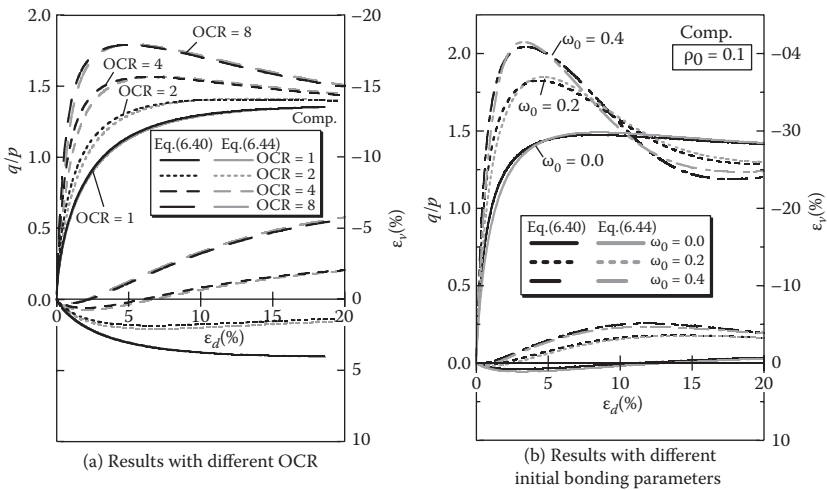 2.0
1.5
1.0
0.5
0.0
q/p
–20
–15
–10
–5
0
5
10
εv(%)
0
5
10
15
20
εd(%)
OCR = 8
OCR = 4
OCR = 2
OCR = 1
Comp.
Eq.(6.40) Eq.(6.44)
OCR = 1
OCR = 2
OCR = 4
OCR = 8
(a) Results with different OCR
2.0
1.5
1.0
0.5
0.0
q/p
–04
–30
–20
–10
0
10
εv(%)
0
5
10
15
20
εd(%)
Comp.
ρ0 = 0.1
ω0 = 0.4
ω0 = 0.2
ω0 = 0.0
Eq.(6.40) Eq.(6.44)
ω0 = 0.0
ω0 = 0.2
ω0 = 0.4
(b) Results with different
initial bonding parameters